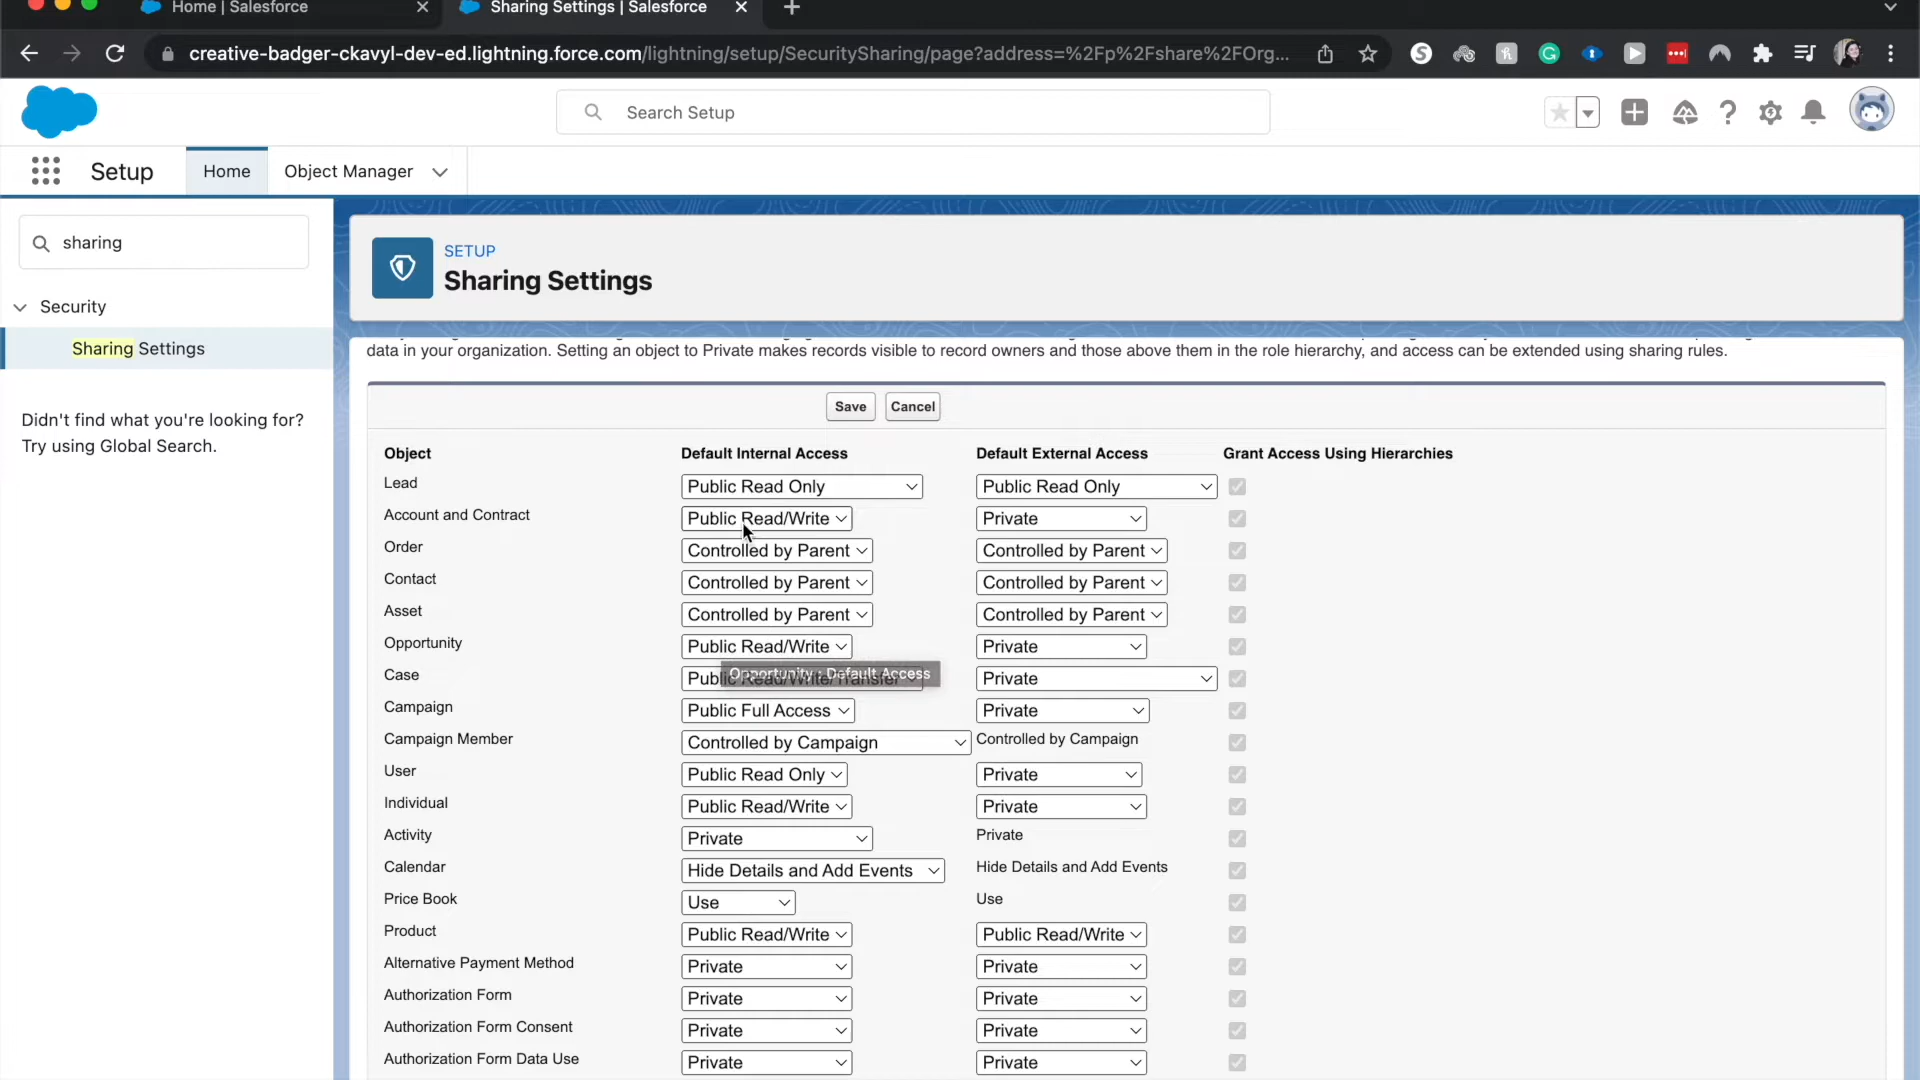 Home | Salesforce
Sharing Settings | Salesforce
creative-badger-ckavyl-dev-ed.lightning.force.com/lightning/setup/SecuritySharing/page?address=%2Fp%2Fshare%2FOrg...
Search Setup
Setup
Home
Object Manager
sharing
Security
Sharing Settings
Didn't find what you're looking for?
Try using Global Search.
SETUP
Sharing Settings
data in your organization. Setting an object to Private makes records visible to record owners and those above them in the role hierarchy, and access can be extended using sharing rules.
Save Cancel
Object Default Internal Access Default External Access Grant Access Using Hierarchies
Lead Public Read Only Public Read Only
Account and Contract Public Read/Write Private
Order Controlled by Parent Controlled by Parent
Contact Controlled by Parent Controlled by Parent
Asset Controlled by Parent Controlled by Parent
Opportunity Public Read/Write Private
Opportunity : Default Access
Case Public Read/Write/Transfer Private
Campaign Public Full Access Private
Campaign Member Controlled by Campaign Controlled by Campaign
User Public Read Only Private
Individual Public Read/Write Private
Activity Private Private
Calendar Hide Details and Add Events Hide Details and Add Events
Price Book Use Use
Product Public Read/Write Public Read/Write
Alternative Payment Method Private Private
Authorization Form Private Private
Authorization Form Consent Private Private
Authorization Form Data Use Private Private